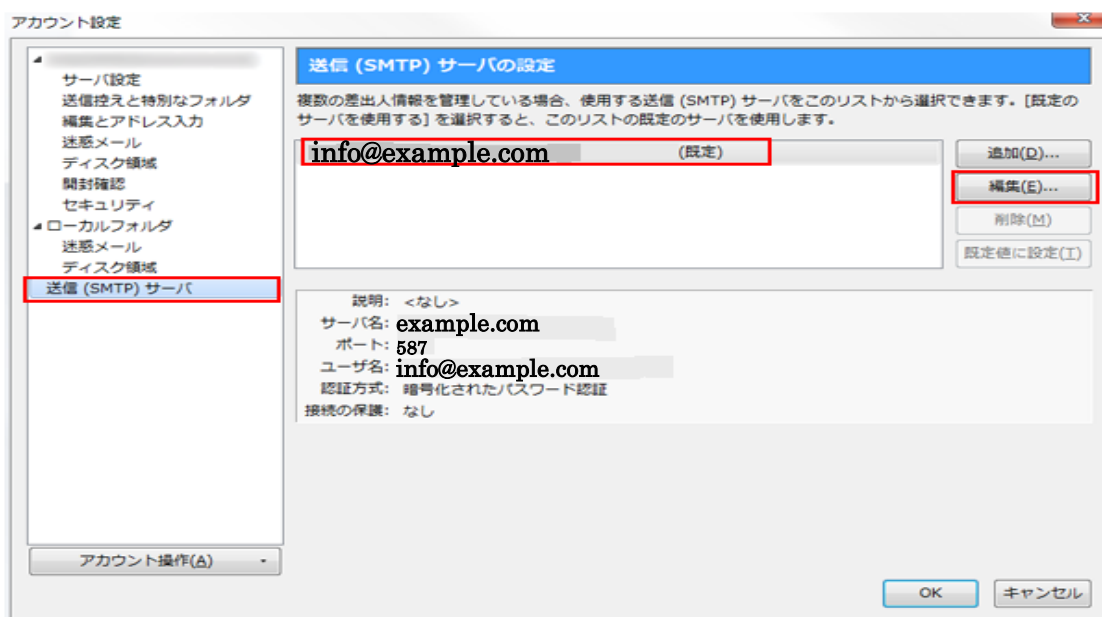 アカウント設定
サーバ設定
送信控えと特別なフォルダ
編集とアドレス入力
迷惑メール
ディスク領域
開封確認
セキュリティ
ローカルフォルダ
迷惑メール
ディスク領域
送信 (SMTP) サーバ
アカウント操作(A)
送信 (SMTP) サーバの設定
複数の差出人情報を管理している場合、使用する送信 (SMTP) サーバをこのリストから選択できます。[既定の
サーバを使用する] を選択すると、このリストの既定のサーバを使用します。
info@example.com (既定)
追加(D)...
編集(E)...
削除(M)
既定値に設定(T)
説明: <なし>
サーバ名: example.com
ポート: 587
ユーザ名: info@example.com
認証方式: 暗号化されたパスワード認証
接続の保護: なし
OK
キャンセル